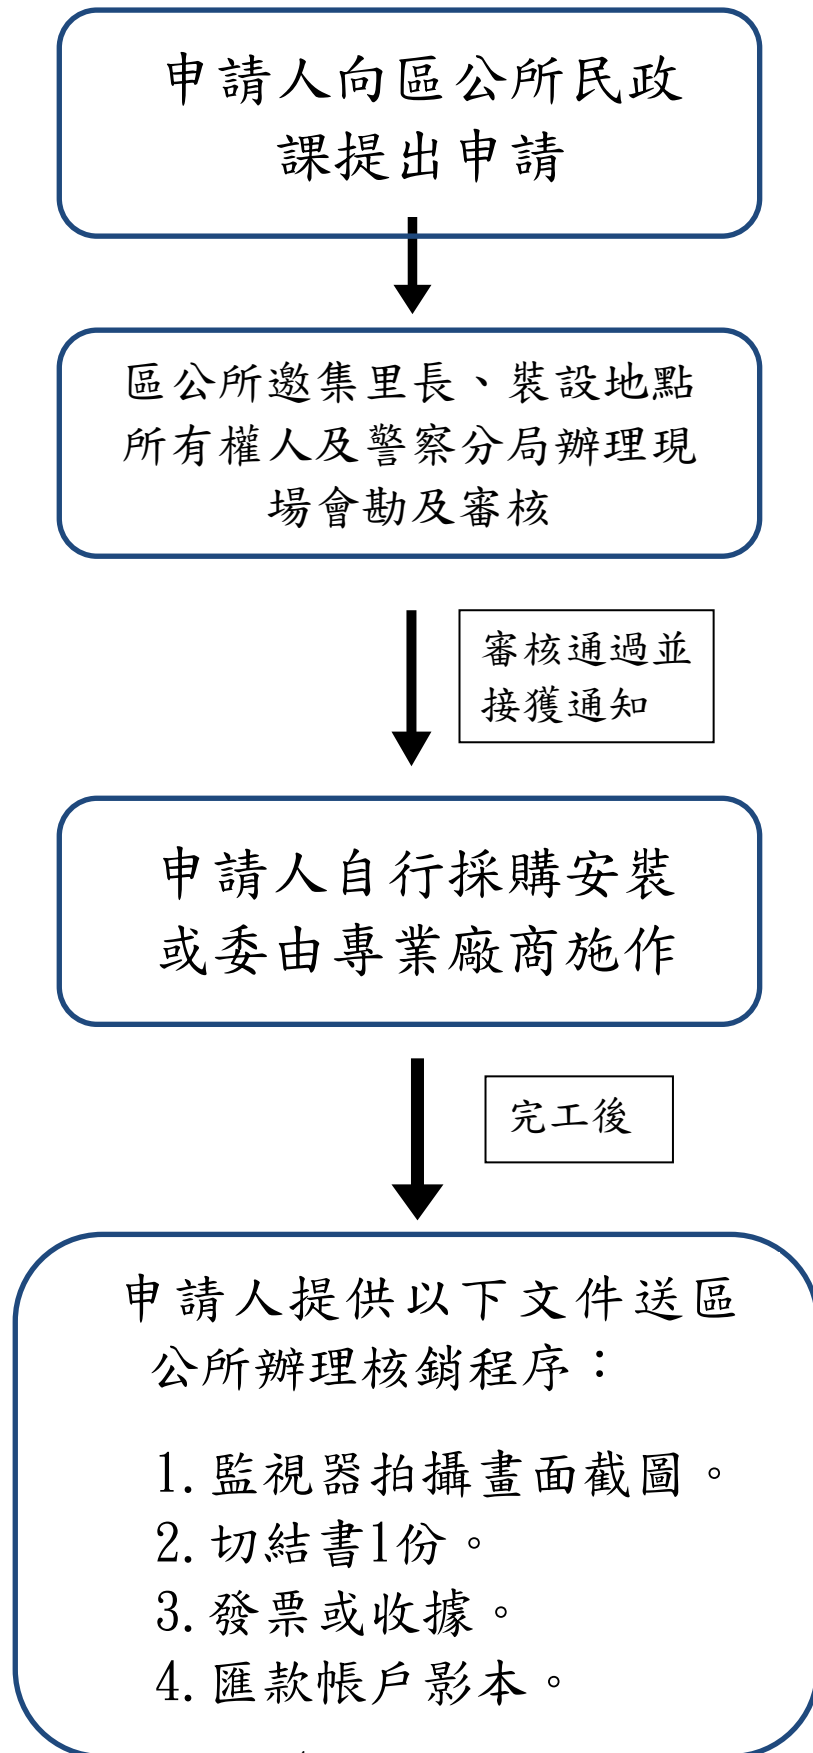 申請人向區公所民政
課提出申請
區公所邀集里長、裝設地點
所有權人及警察分局辦理現
場會勘及審核
審核通過並
接獲通知
申請人自行採購安裝
或委由專業廠商施作
完工後
申請人提供以下文件送區
公所辦理核銷程序：
1.監視器拍攝畫面截圖。
2.切結書1份。
3.發票或收據。
4.匯款帳戶影本。